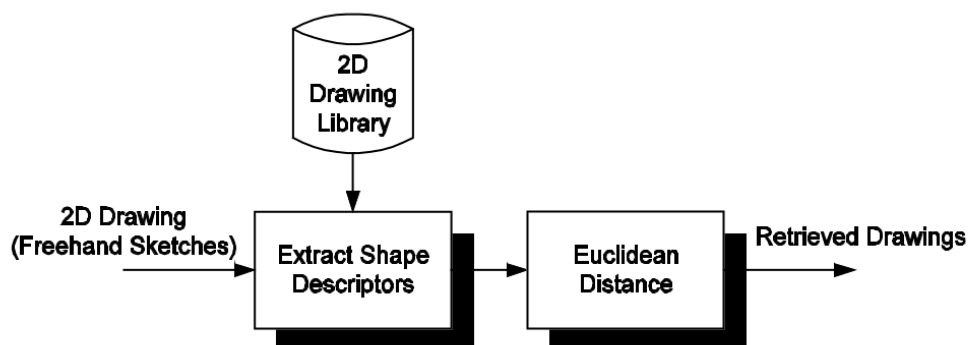 2D
Drawing
Library
2D Drawing
(Freehand Sketches)
Extract Shape
Descriptors
Euclidean
Distance
Retrieved Drawings